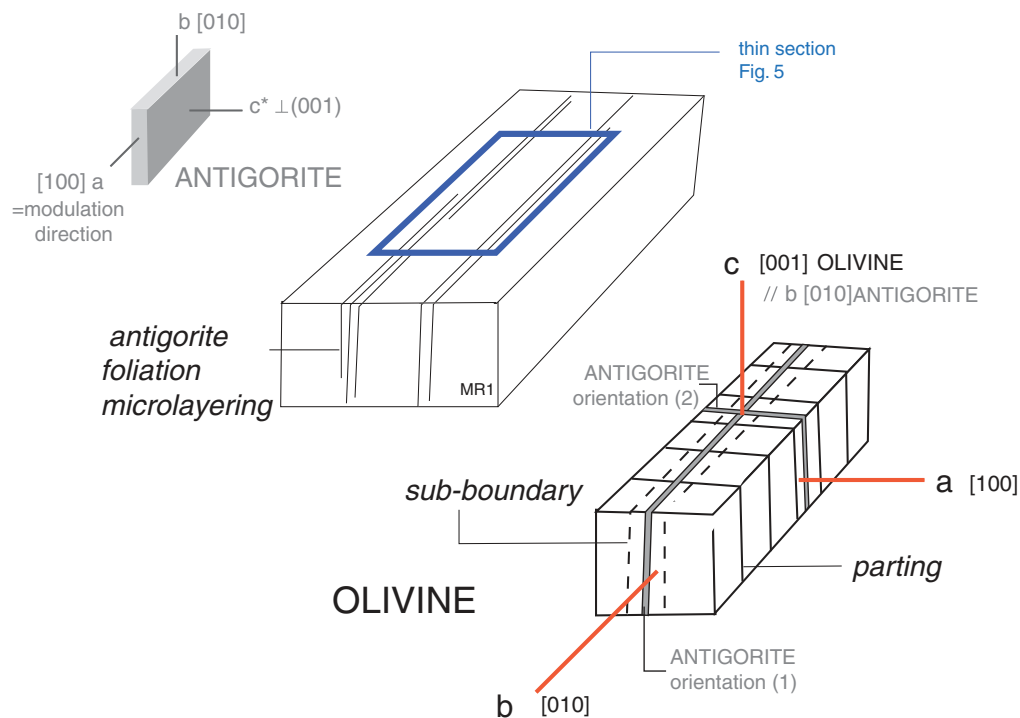 b [010]
thin section
Fig. 5
c* ⊥(001)
[100] a
=modulation
direction
ANTIGORITE
c [001] OLIVINE
// b [010]ANTIGORITE
antigorite
foliation
microlayering
MR1
ANTIGORITE
orientation (2)
sub-boundary
a [100]
parting
OLIVINE
ANTIGORITE
orientation (1)
b [010]